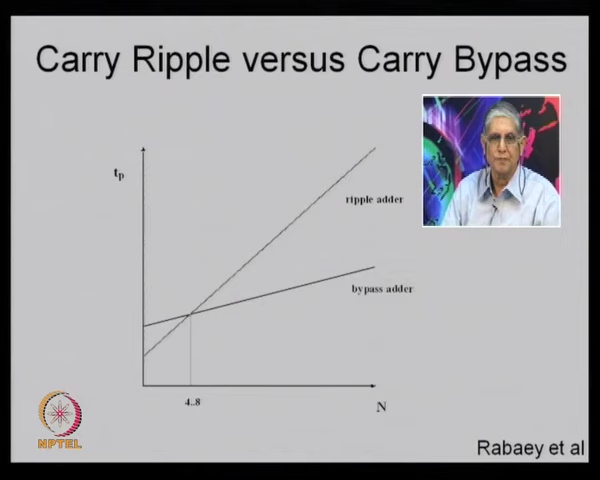 Carry Ripple versus Carry Bypass
tp
ripple adder
bypass adder
4..8
N
NPTEL
Rabaey et al